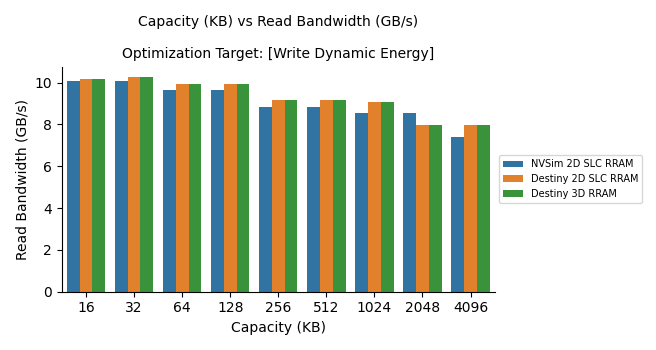 Capacity (KB) vs Read Bandwidth (GB/s)
Optimization Target: [Write Dynamic Energy]
Read Bandwidth (GB/s)
10
8
6
4
2
0
16 32 64 128 256 512 1024 2048 4096
Capacity (KB)
NVSim 2D SLC RRAM
Destiny 2D SLC RRAM
Destiny 3D RRAM